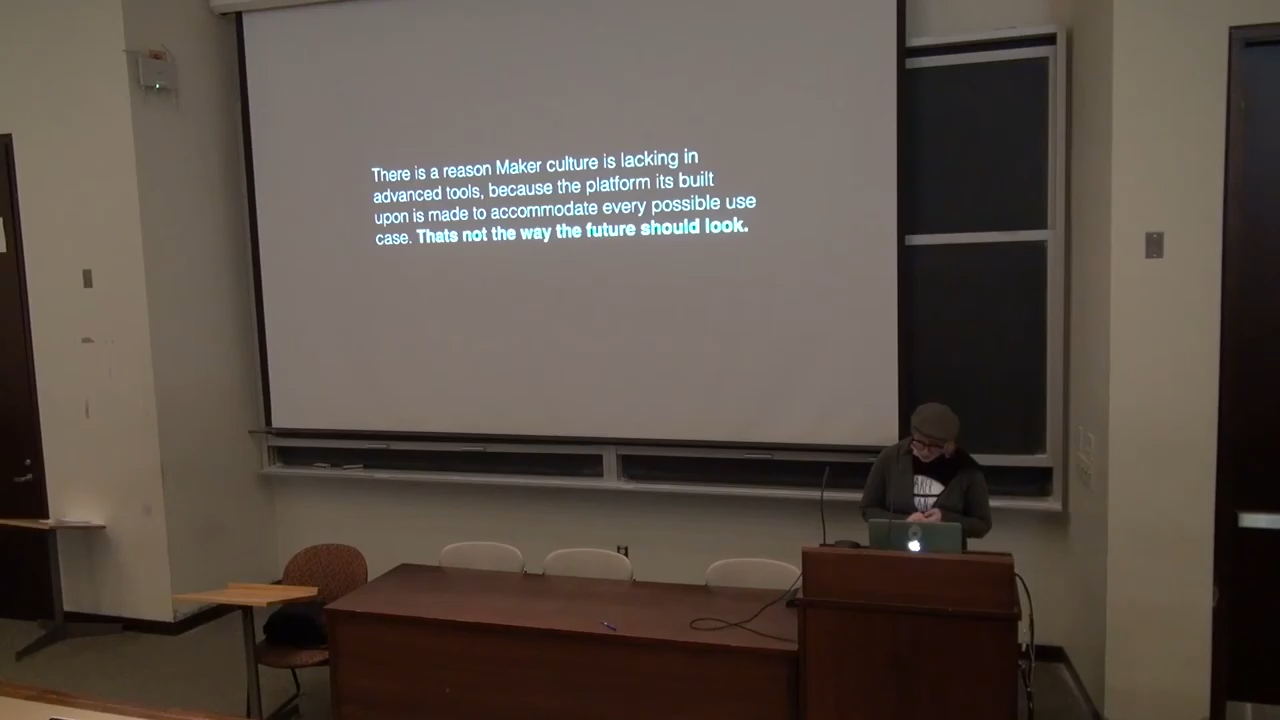 There is a reason Maker culture is lacking in
advanced tools, because the platform its built
upon is made to accommodate every possible use
case. Thats not the way the future should look.